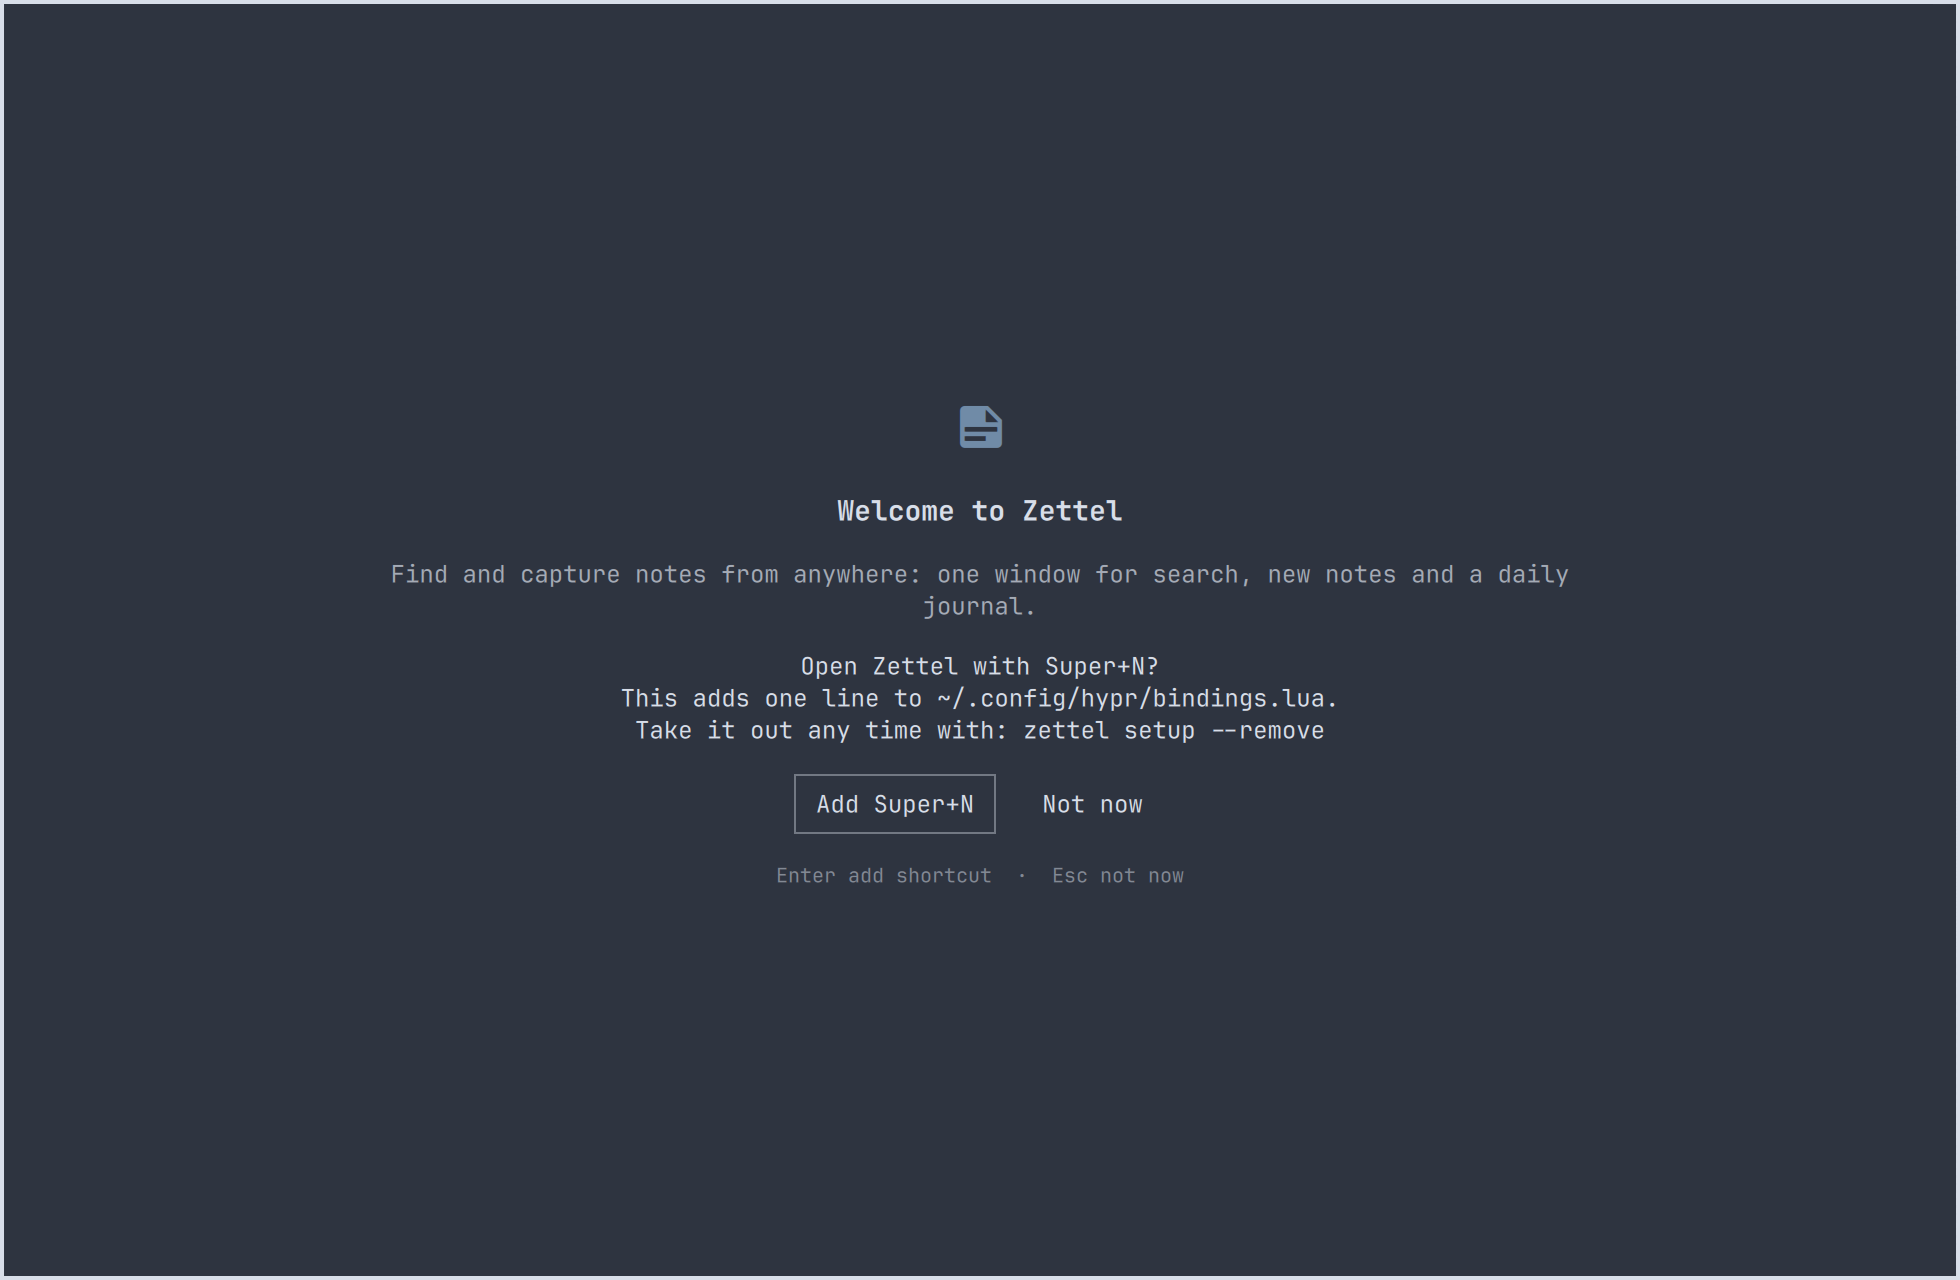 Welcome to Zettel
Find and capture notes from anywhere: one window for search, new notes and a daily
journal.
Open Zettel with Super+N?
This adds one line to ~/.config/hypr/bindings.lua.
Take it out any time with: zettel setup --remove
Add Super+N
Not now
Enter add shortcut · Esc not now